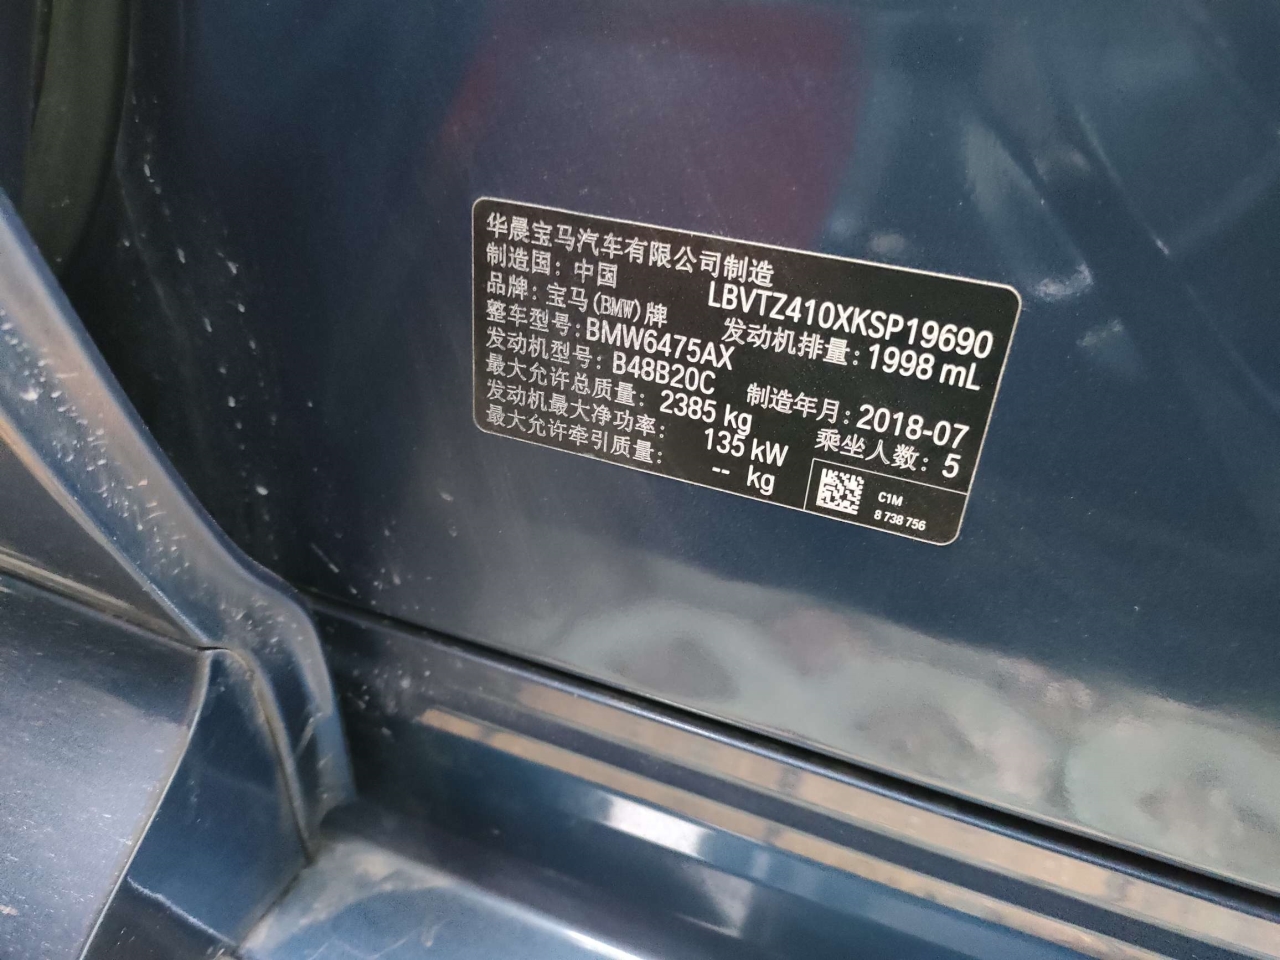 华晨宝马汽车有限公司制造
制造国: 中国
LBVTZ410XKSP19690
品牌: 宝马(BMW)牌
发动机排量: 1998 mL
整车型号: BMW6475AX
发动机型号: B48B20C
制造年月: 2018-07
最大允许总质量: 2385 kg
乘坐人数: 5
发动机最大净功率: 135 kW
最大允许牵引质量: -- kg
C1M
8 738 756